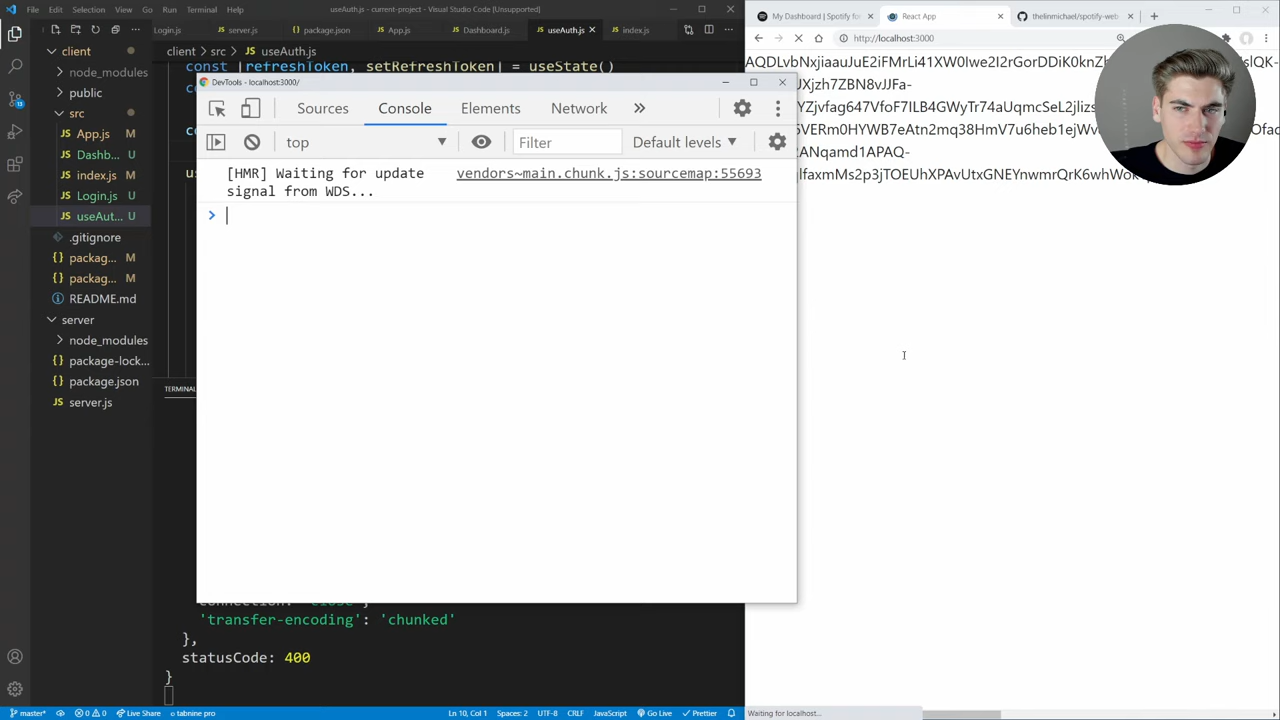 File Edit Selection View Go Run Terminal Help
useAuth.js - current-project - Visual Studio Code [Unsupported]
Login.js
server.js
package.json
App.js
Dashboard.js
useAuth.js
index.js
client > src > useAuth.js
client
node_modules
public
src
App.js M
Dashb... U
index.js M
Login.js U
useAut... U
.gitignore
packag... M
packag... M
README.md
server
node_modules
package-lock...
package.json
server.js
const [refreshToken, setRefreshToken] = useState()
TERMINAL
'transfer-encoding': 'chunked'
},
statusCode: 400
}
DevTools - localhost:3000/
Sources Console Elements Network
top
Filter
Default levels
[HMR] Waiting for update vendors~main.chunk.js:sourcemap:55693
signal from WDS...
My Dashboard | Spotify for
React App
thelinmichael/spotify-web
http://localhost:3000
Waiting for localhost...
master*
0 0
Live Share
tabnine pro
Ln 10, Col 1
Spaces: 2
UTF-8
CRLF
JavaScript
Go Live
Prettier